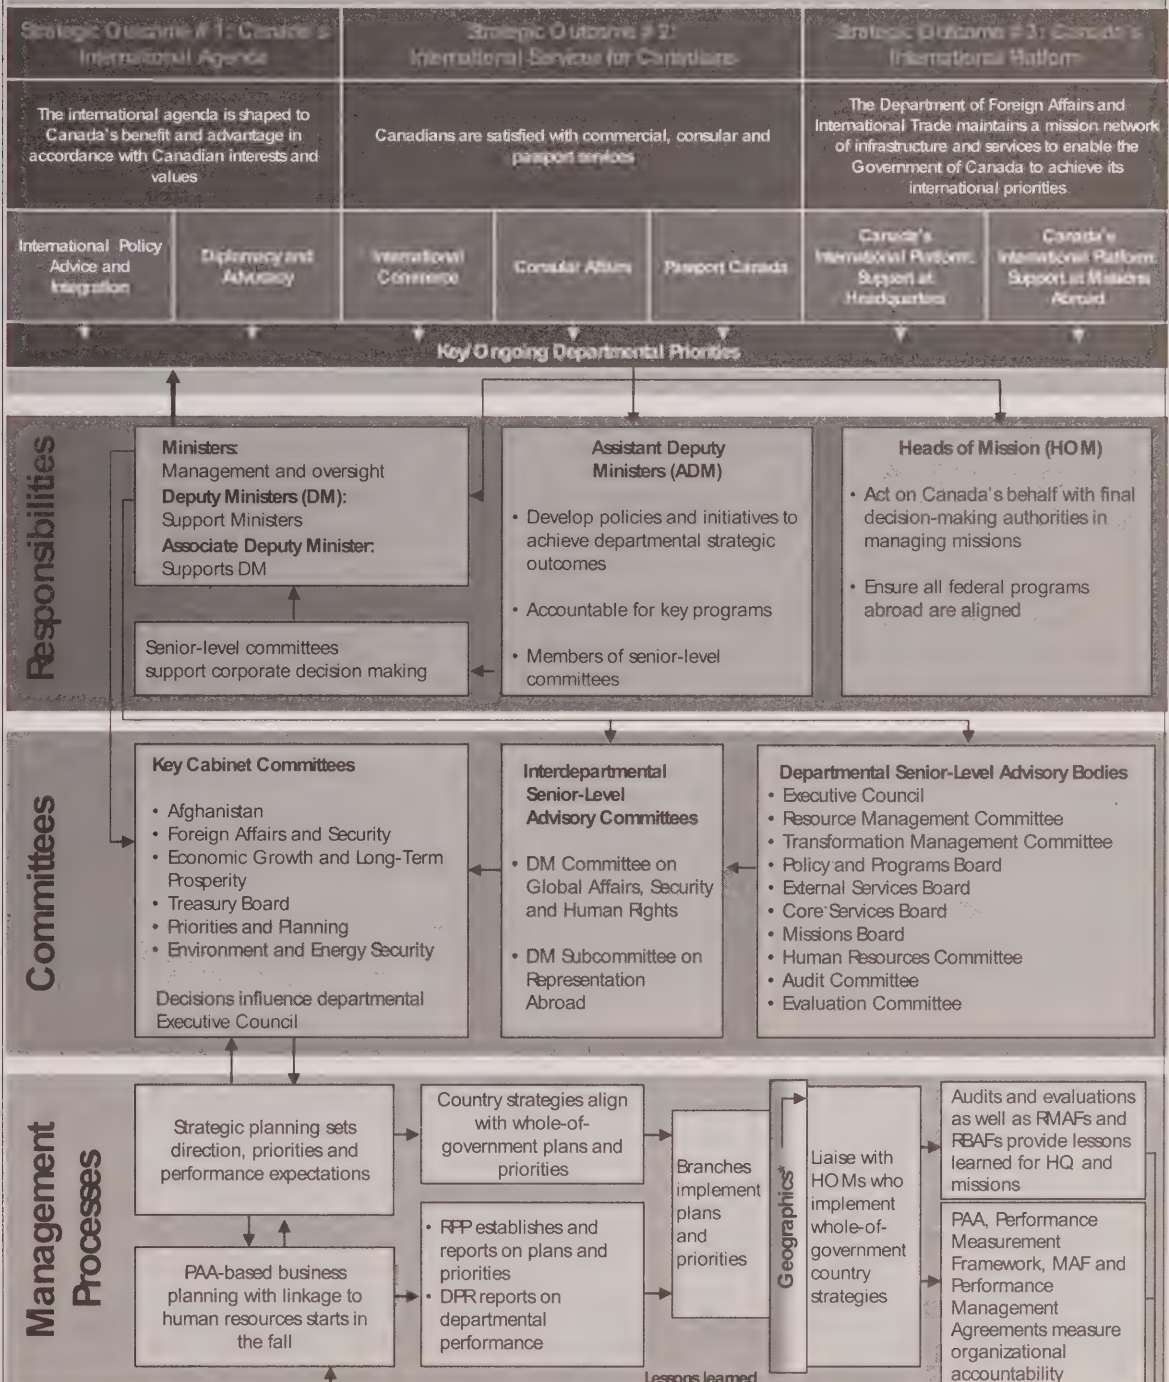 Strategic Outcome # 1: Canada's
International Agenda
Strategic Outcome # 2:
International Services for Canadians
Strategic Outcome # 3: Canada's
International Platform
The international agenda is shaped to
Canada's benefit and advantage in
accordance with Canadian interests and
values
Canadians are satisfied with commercial, consular and
passport services
The Department of Foreign Affairs and
International Trade maintains a mission network
of infrastructure and services to enable the
Government of Canada to achieve its
international priorities
International Policy
Advice and
Integration
Diplomacy and
Advocacy
International
Commerce
Consular Affairs
Passport Canada
Canada's
International Platform:
Support at
Headquarters
Canada's
International Platform:
Support at Missions
Abroad
Key/Ongoing Departmental Priorities
Responsibilities
Ministers:
Management and oversight
Deputy Ministers (DM):
Support Ministers
Associate Deputy Minister:
Supports DM
Senior-level committees
support corporate decision making
Assistant Deputy
Ministers (ADM)
• Develop policies and initiatives to
achieve departmental strategic
outcomes
• Accountable for key programs
• Members of senior-level
committees
Heads of Mission (HOM)
• Act on Canada's behalf with final
decision-making authorities in
managing missions
• Ensure all federal programs
abroad are aligned
Committees
Key Cabinet Committees
• Afghanistan
• Foreign Affairs and Security
• Economic Growth and Long-Term
Prosperity
• Treasury Board
• Priorities and Planning
• Environment and Energy Security
Decisions influence departmental
Executive Council
Interdepartmental
Senior-Level
Advisory Committees
• DM Committee on
Global Affairs, Security
and Human Rights
• DM Subcommittee on
Representation
Abroad
Departmental Senior-Level Advisory Bodies
• Executive Council
• Resource Management Committee
• Transformation Management Committee
• Policy and Programs Board
• External Services Board
• Core Services Board
• Missions Board
• Human Resources Committee
• Audit Committee
• Evaluation Committee
Management
Processes
Strategic planning sets
direction, priorities and
performance expectations
PAA-based business
planning with linkage to
human resources starts in
the fall
Country strategies align
with whole-of-
government plans and
priorities
• RPP establishes and
reports on plans and
priorities
• DPR reports on
departmental
performance
Branches
implement
plans
and
priorities
Geographics*
Liaise with
HOMs who
implement
whole-of-
government
country
strategies
Audits and evaluations
as well as RMAFs and
RBAFs provide lessons
learned for HQ and
missions
PAA, Performance
Measurement
Framework, MAF and
Performance
Management
Agreements measure
organizational
accountability
Lessons learned